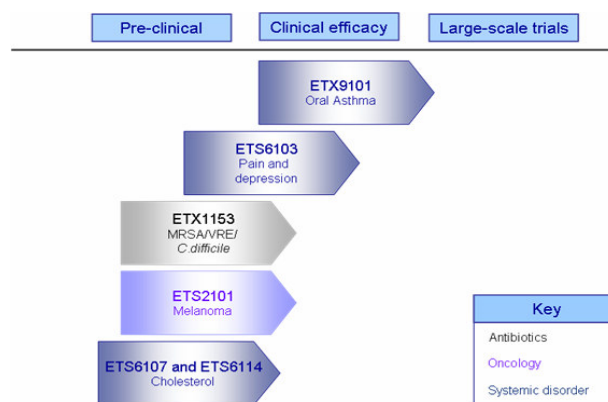 Pre-clinical
Clinical efficacy
Large-scale trials
ETX9101
Oral Asthma
ETS6103
Pain and
depression
ETX1153
MRSA/VRE/
C.difficile
ETS2101
Melanoma
ETS6107 and ETS6114
Cholesterol
Key
Antibiotics
Oncology
Systemic disorder